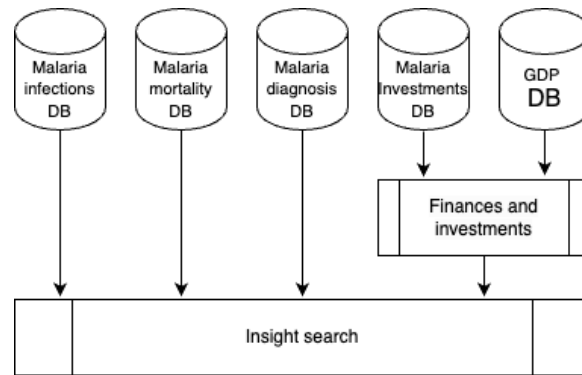 Malaria
infections
DB
Malaria
mortality
DB
Malaria
diagnosis
DB
Malaria
Investments
DB
GDP
DB
Finances and
investments
Insight search